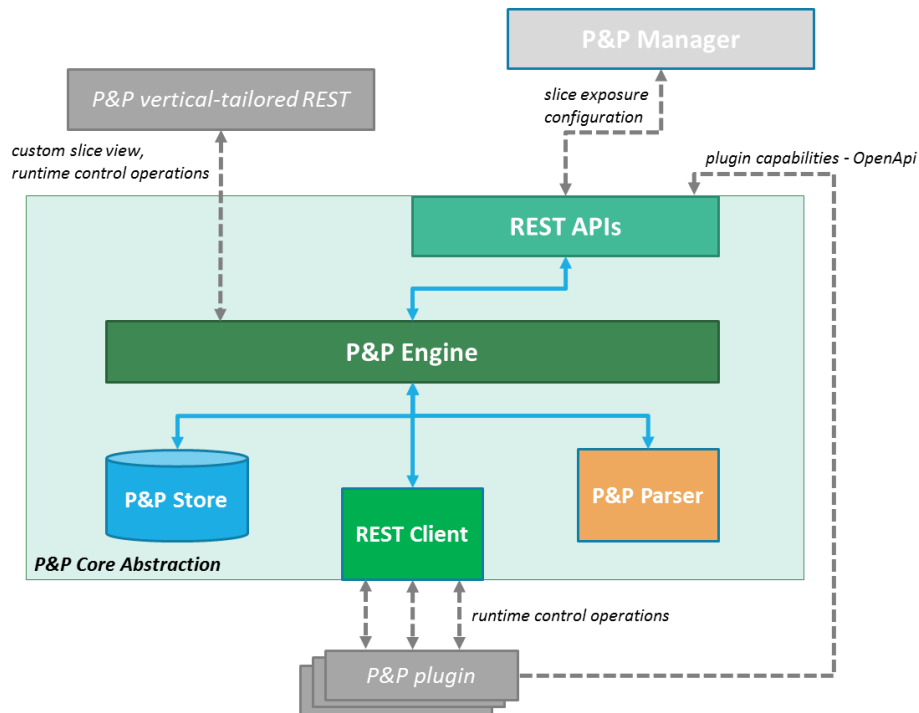 P&P Manager
P&P vertical-tailored REST
slice exposure
configuration
custom slice view,
runtime control operations
plugin capabilities - OpenApi
REST APIs
P&P Engine
P&P Store
REST Client
P&P Parser
P&P Core Abstraction
runtime control operations
P&P plugin